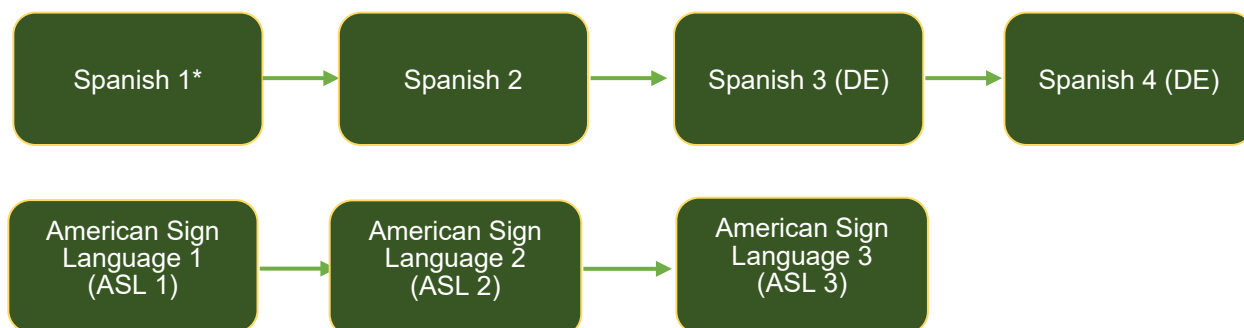 Spanish 1*
Spanish 2
Spanish 3 (DE)
Spanish 4 (DE)
American Sign
Language 1
(ASL 1)
American Sign
Language 2
(ASL 2)
American Sign
Language 3
(ASL 3)